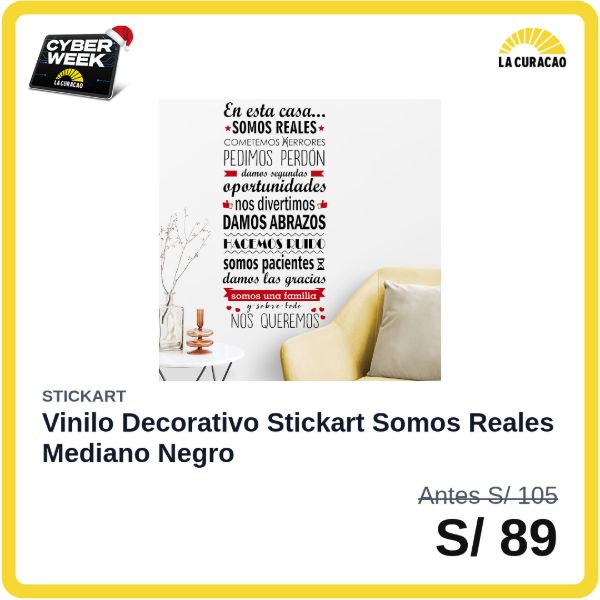 CYBER
WEEK
LA CURACAO
LA CURACAO
En esta casa...
SOMOS REALES
COMETEMOS ERRORES
PEDIMOS PERDÓN
damos segundas
oportunidades
nos divertimos
DAMOS ABRAZOS
HACEMOS RUIDO
somos pacientes
damos las gracias
somos una familia
y sobre todo
NOS QUEREMOS
STICKART
Vinilo Decorativo Stickart Somos Reales
Mediano Negro
Antes S/ 105
S/ 89